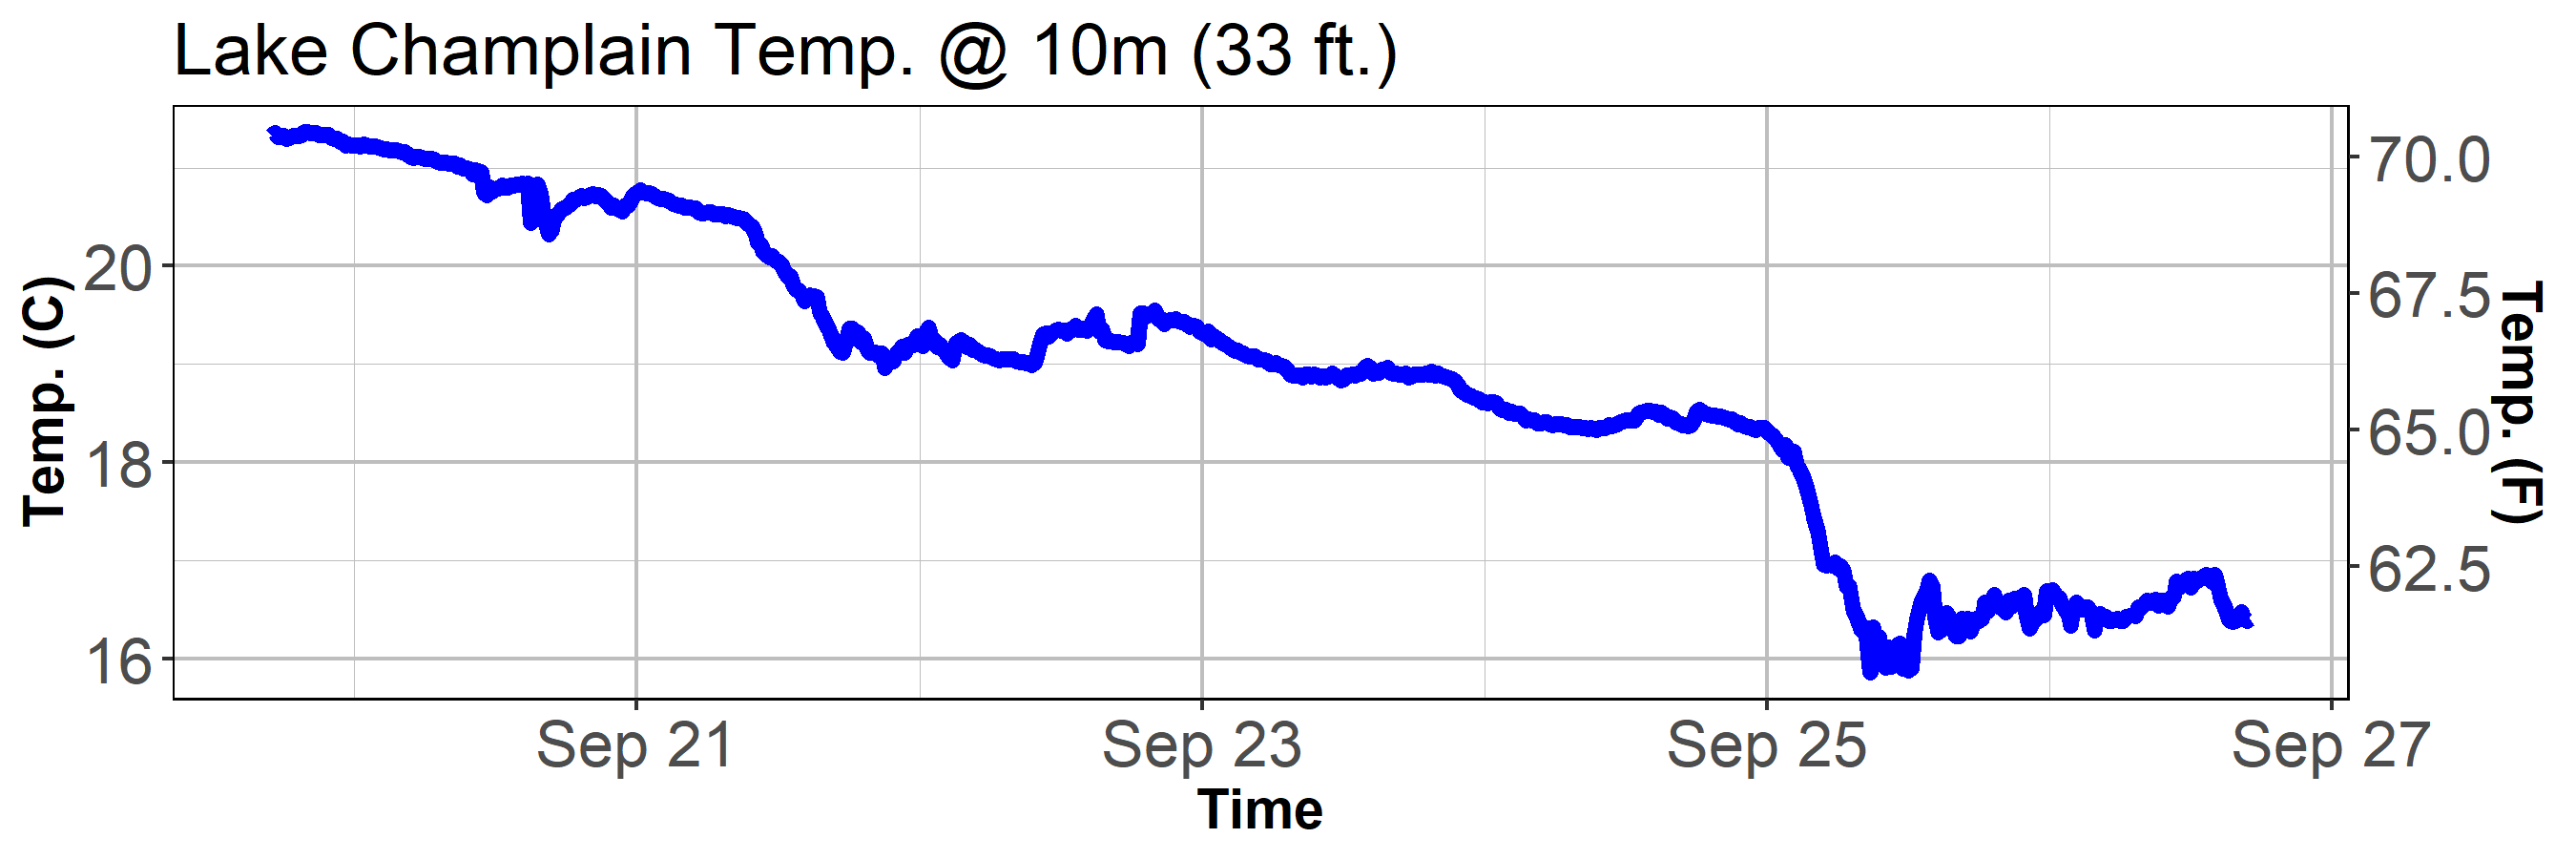 Lake Champlain Temp. @ 10m (33 ft.)
Temp. (C)
20
18
16
70.0
67.5
65.0
62.5
Temp. (F)
Sep 21
Sep 23
Sep 25
Sep 27
Time